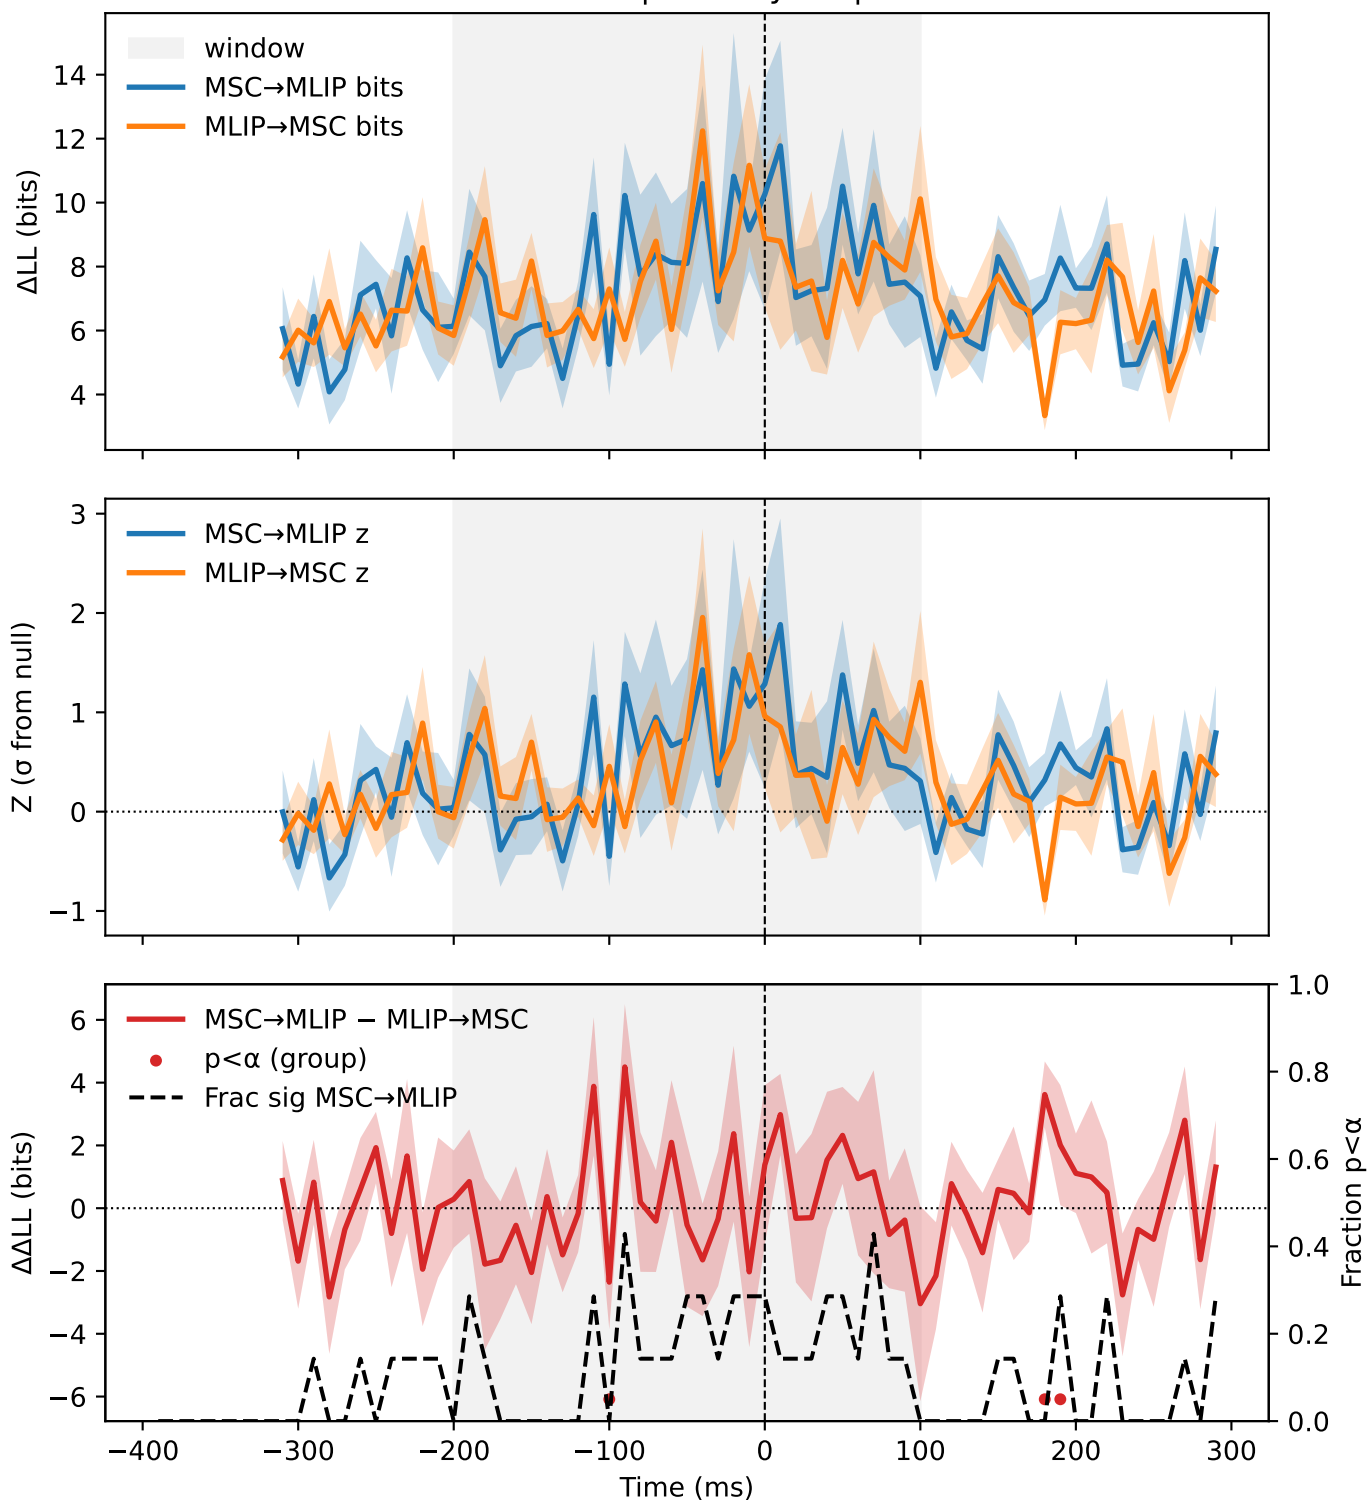 window
MSC→MLIP bits
MLIP→MSC bits
ΔLL (bits)
14
12
10
8
6
4
MSC→MLIP z
MLIP→MSC z
Z (σ from null)
3
2
1
0
−1
MSC→MLIP − MLIP→MSC
p<α (group)
Frac sig MSC→MLIP
ΔΔLL (bits)
6
4
2
0
−2
−4
−6
1.0
0.8
0.6
0.4
0.2
0.0
Fraction p<α
−400
−300
−200
−100
0
100
200
300
Time (ms)